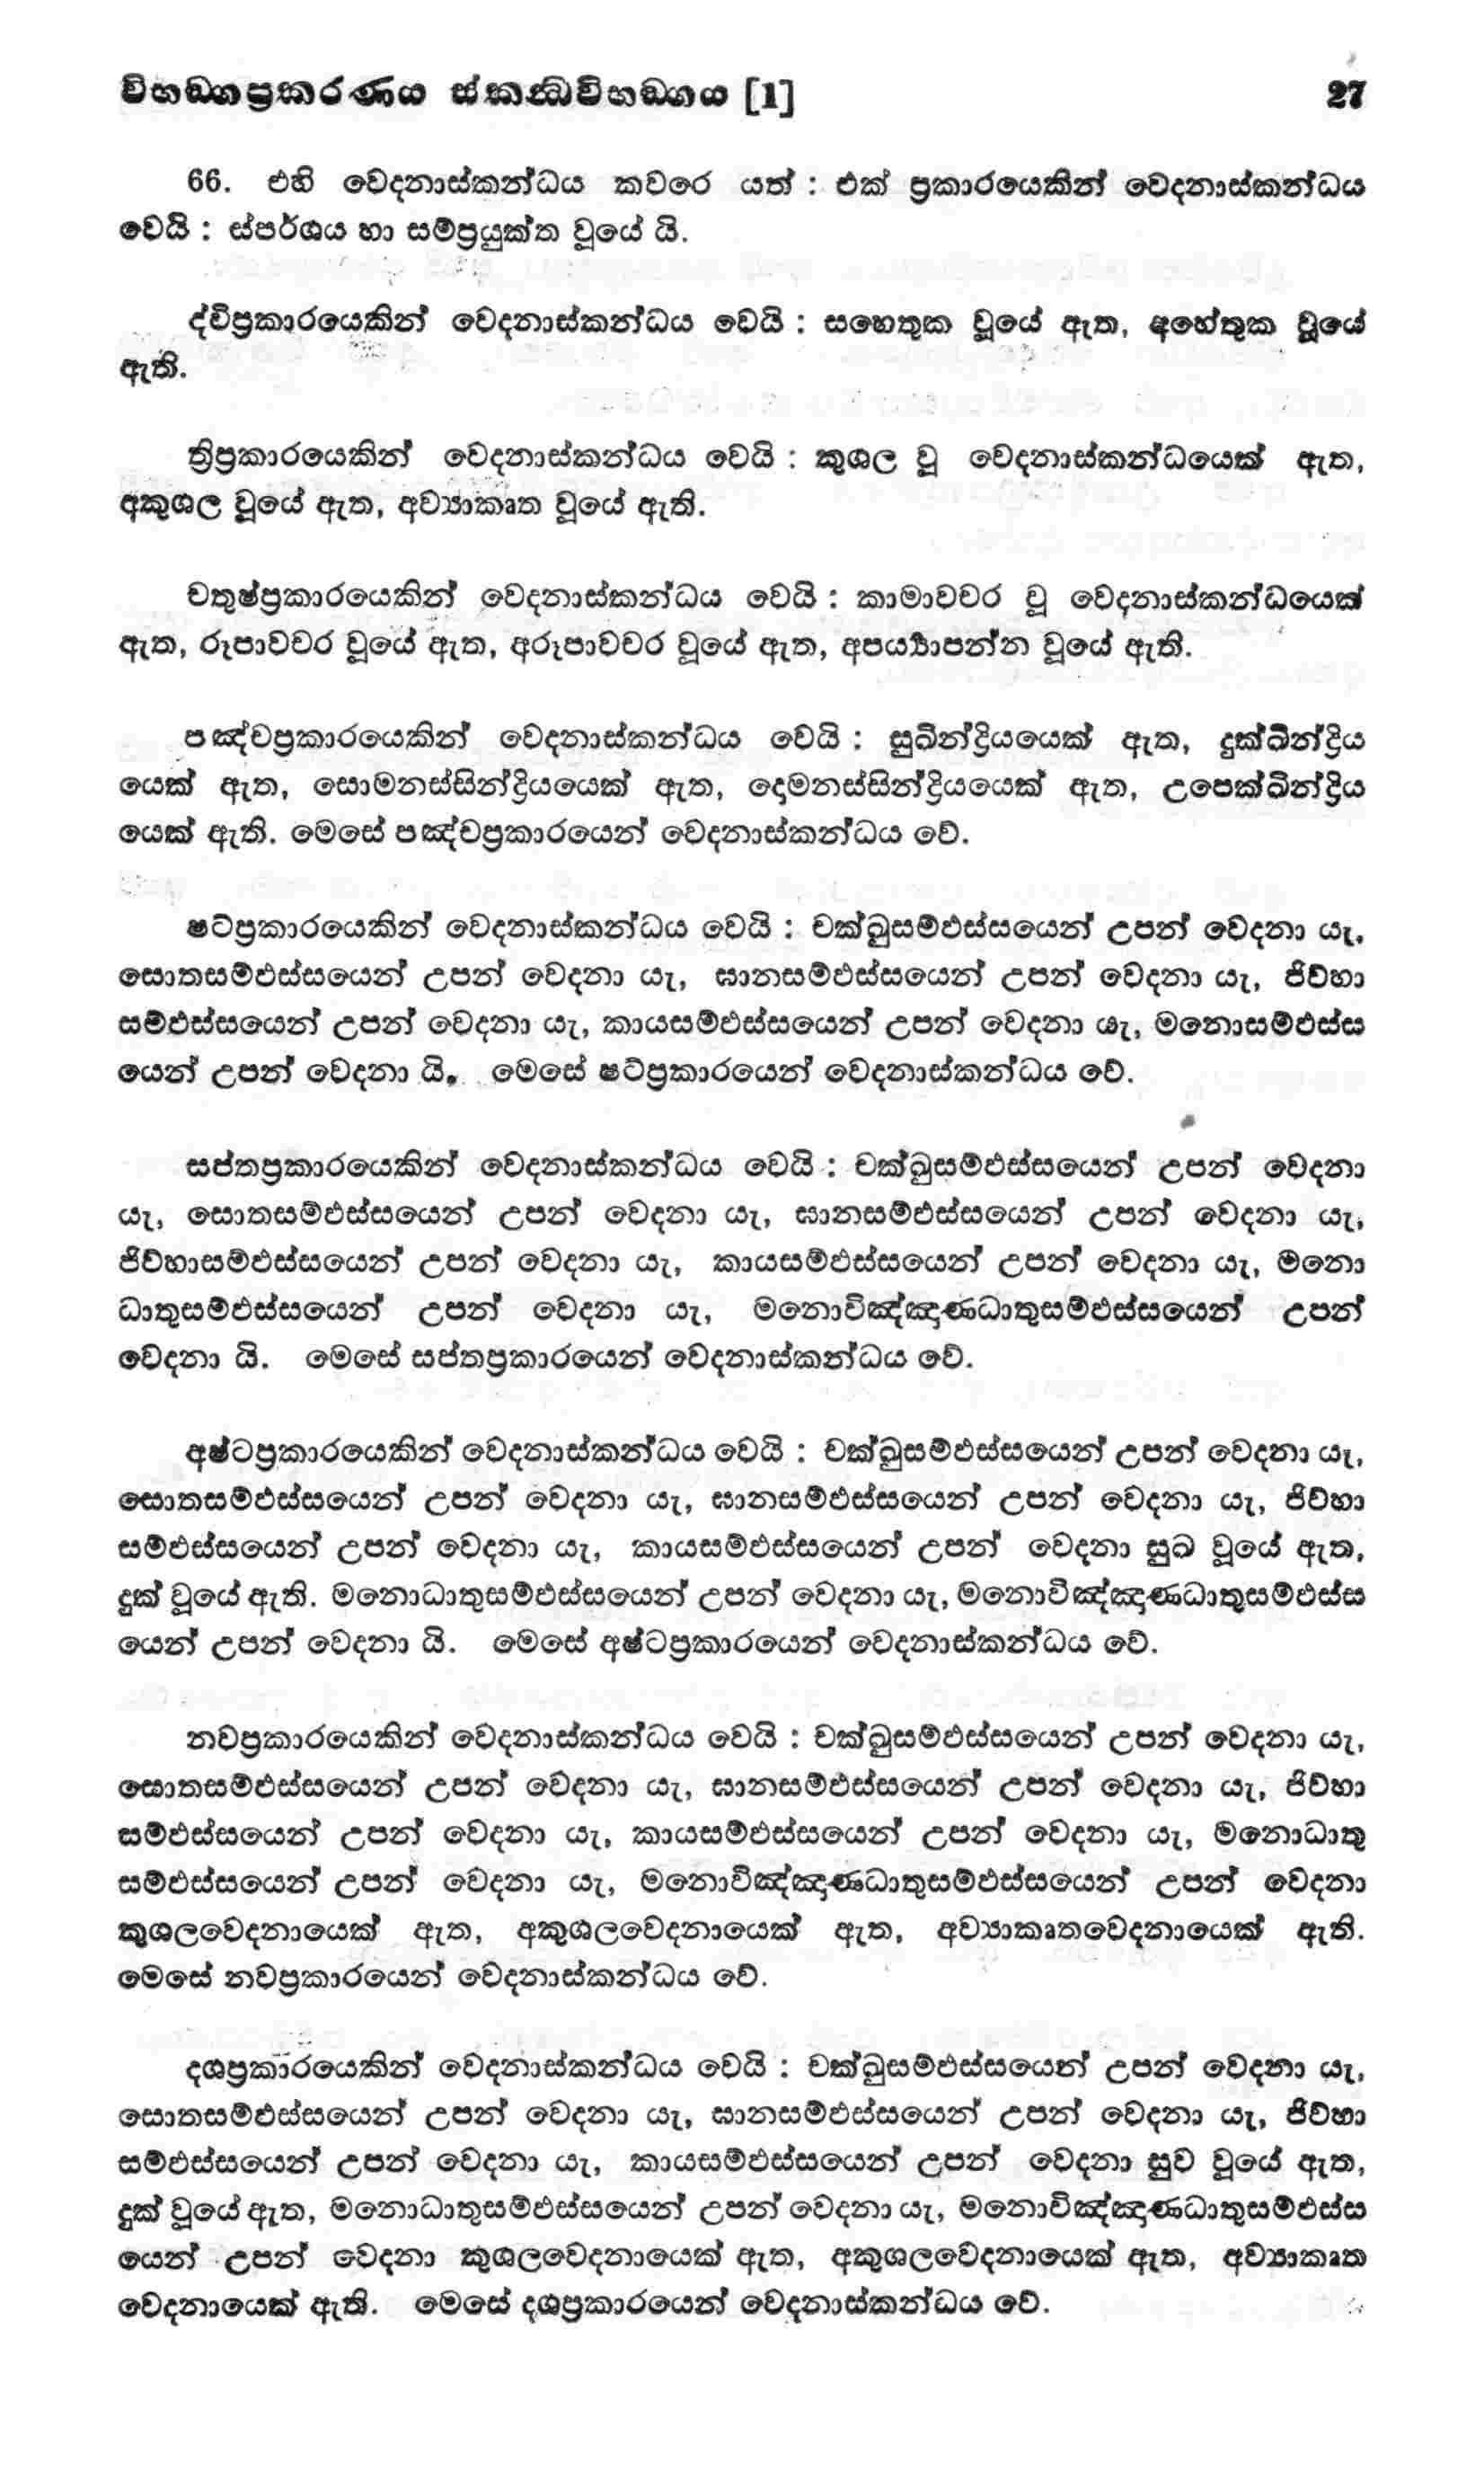 විභඞ්ගප්‍රකරණය ස්කන්‍ධවිභඞ්ගය [1] 27
66. එහි වෙදනාස්කන්ධය කවරෙ යත් : එක් ප්‍රකාරයෙකින් වෙදනාස්කන්ධය
වෙයි : ස්පර්ශය හා සම්ප්‍රයුක්ත වූයේ යි.
ද්විප්‍රකාරයෙකින් වෙදනාස්කන්ධය වෙයි : සහෙතුක වූයේ ඇත, අහේතුක වූයේ
ඇති.
ත්‍රිප්‍රකාරයෙකින් වෙදනාස්කන්ධය වෙයි : කුශල වූ වෙදනාස්කන්ධයෙක් ඇත,
අකුශල වූයේ ඇත, අව්‍යාකෘත වූයේ ඇති.
චතුෂ්ප්‍රකාරයෙකින් වෙදනාස්කන්ධය වෙයි : කාමාවචර වූ වෙදනාස්කන්ධයෙක්
ඇත, රූපාවචර වූයේ ඇත, අරූපාවචර වූයේ ඇත, අපර්‍ය්‍යාපන්න වූයේ ඇති.
පඤ්චප්‍රකාරයෙකින් වෙදනාස්කන්ධය වෙයි : සුඛින්ද්‍රියයෙක් ඇත, දුක්ඛින්ද්‍රිය
යෙක් ඇත, සොමනස්සින්ද්‍රියයෙක් ඇත, දොමනස්සින්ද්‍රියයෙක් ඇත, උපෙක්ඛින්ද්‍රිය
යෙක් ඇති. මෙසේ පඤ්චප්‍රකාරයෙන් වෙදනාස්කන්ධය වේ.
ෂට්ප්‍රකාරයෙකින් වෙදනාස්කන්ධය වෙයි : චක්ඛුසම්ඵස්සයෙන් උපන් වෙදනා යැ,
සොතසම්ඵස්සයෙන් උපන් වෙදනා යැ, ඝානසම්ඵස්සයෙන් උපන් වෙදනා යැ, ජිව්හා
සම්ඵස්සයෙන් උපන් වෙදනා යැ, කායසම්ඵස්සයෙන් උපන් වෙදනා යැ, මනොසම්ඵස්ස
යෙන් උපන් වෙදනා යි. මෙසේ ෂට්ප්‍රකාරයෙන් වෙදනාස්කන්ධය වේ.
සප්තප්‍රකාරයෙකින් වෙදනාස්කන්ධය වෙයි : චක්ඛුසම්ඵස්සයෙන් උපන් වෙදනා
යැ, සොතසම්ඵස්සයෙන් උපන් වෙදනා යැ, ඝානසම්ඵස්සයෙන් උපන් වෙදනා යැ,
ජිව්හාසම්ඵස්සයෙන් උපන් වෙදනා යැ, කායසම්ඵස්සයෙන් උපන් වෙදනා යැ, මනො
ධාතුසම්ඵස්සයෙන් උපන් වෙදනා යැ, මනොවිඤ්ඤාණධාතුසම්ඵස්සයෙන් උපන්
වෙදනා යි. මෙසේ සප්තප්‍රකාරයෙන් වෙදනාස්කන්ධය වේ.
අෂ්ටප්‍රකාරයෙකින් වෙදනාස්කන්ධය වෙයි : චක්ඛුසම්ඵස්සයෙන් උපන් වෙදනා යැ,
සොතසම්ඵස්සයෙන් උපන් වෙදනා යැ, ඝානසම්ඵස්සයෙන් උපන් වෙදනා යැ, ජිව්හා
සම්ඵස්සයෙන් උපන් වෙදනා යැ, කායසම්ඵස්සයෙන් උපන් වෙදනා සුඛ වූයේ ඇත,
දුක් වූයේ ඇති. මනොධාතුසම්ඵස්සයෙන් උපන් වෙදනා යැ, මනොවිඤ්ඤාණධාතුසම්ඵස්ස
යෙන් උපන් වෙදනා යි. මෙසේ අෂ්ටප්‍රකාරයෙන් වෙදනාස්කන්ධය වේ.
නවප්‍රකාරයෙකින් වෙදනාස්කන්ධය වෙයි : චක්ඛුසම්ඵස්සයෙන් උපන් වෙදනා යැ,
සොතසම්ඵස්සයෙන් උපන් වේදනා යැ, ඝානසම්ඵස්සයෙන් උපන් වෙදනා යැ, ජිව්හා
සම්ඵස්සයෙන් උපන් වෙදනා යැ, කායසම්ඵස්සයෙන් උපන් වෙදනා යැ, මනොධාතු
සම්ඵස්සයෙන් උපන් වෙදනා යැ, මනොවිඤ්ඤාණධාතුසම්ඵස්සයෙන් උපන් වෙදනා
කුශලවෙදනායෙක් ඇත, අකුශලවෙදනායෙක් ඇත, අව්‍යාකෘතවෙදනායෙක් ඇති.
මෙසේ නවප්‍රකාරයෙන් වෙදනාස්කන්ධය වේ.
දශප්‍රකාරයෙකින් වෙදනාස්කන්ධය වෙයි : චක්ඛුසම්ඵස්සයෙන් උපන් වෙදනා යැ,
සොතසම්ඵස්සයෙන් උපන් වෙදනා යැ, ඝානසම්ඵස්සයෙන් උපන් වෙදනා යැ, ජිව්හා
සම්ඵස්සයෙන් උපන් වෙදනා යැ, කායසම්ඵස්සයෙන් උපන් වෙදනා සුව වූයේ ඇත,
දුක් වූයේ ඇත, මනොධාතුසම්ඵස්සයෙන් උපන් වෙදනා යැ, මනොවිඤ්ඤාණධාතුසම්ඵස්ස
යෙන් උපන් වෙදනා කුශලවෙදනායෙක් ඇත, අකුශලවෙදනායෙක් ඇත, අව්‍යාකෘත
වෙදනායෙක් ඇති. මෙසේ දශප්‍රකාරයෙන් වෙදනාස්කන්ධය වේ.